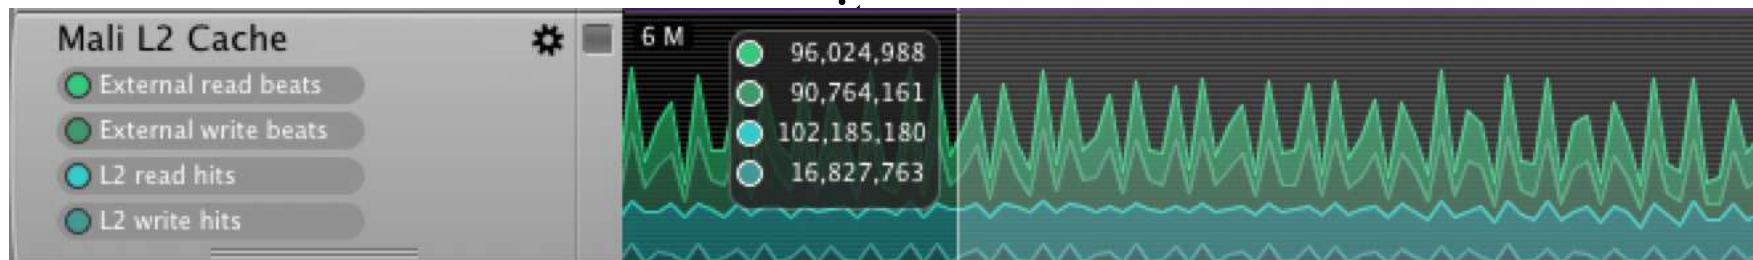 Mali L2 Cache
External read beats
External write beats
L2 read hits
L2 write hits
6 M
96,024,988
90,764,161
102,185,180
16,827,763